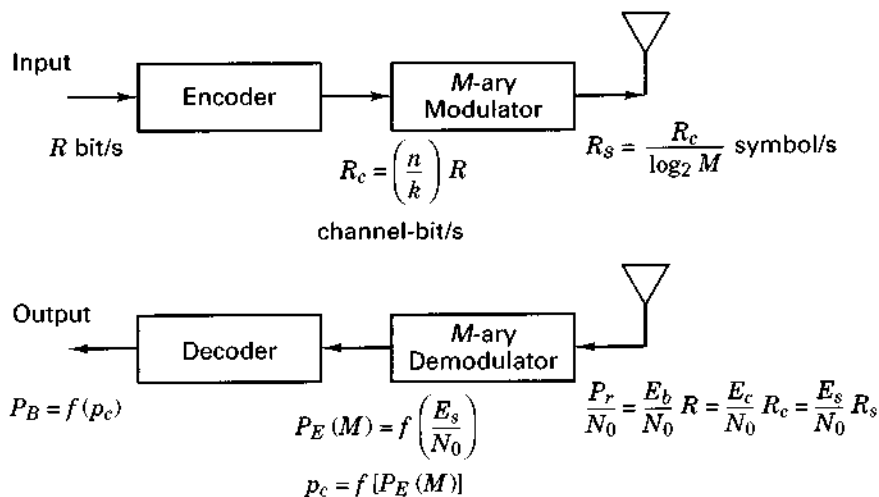 Input
Encoder
M-ary
Modulator
R bit/s
R_c = (n/k) R
channel-bit/s
R_s = R_c / log₂ M symbol/s
Output
Decoder
M-ary
Demodulator
P_B = f(p_c)
P_E(M) = f(E_s/N_0)
p_c = f[P_E(M)]
P_r/N_0 = E_b/N_0 R = E_c/N_0 R_c = E_s/N_0 R_s